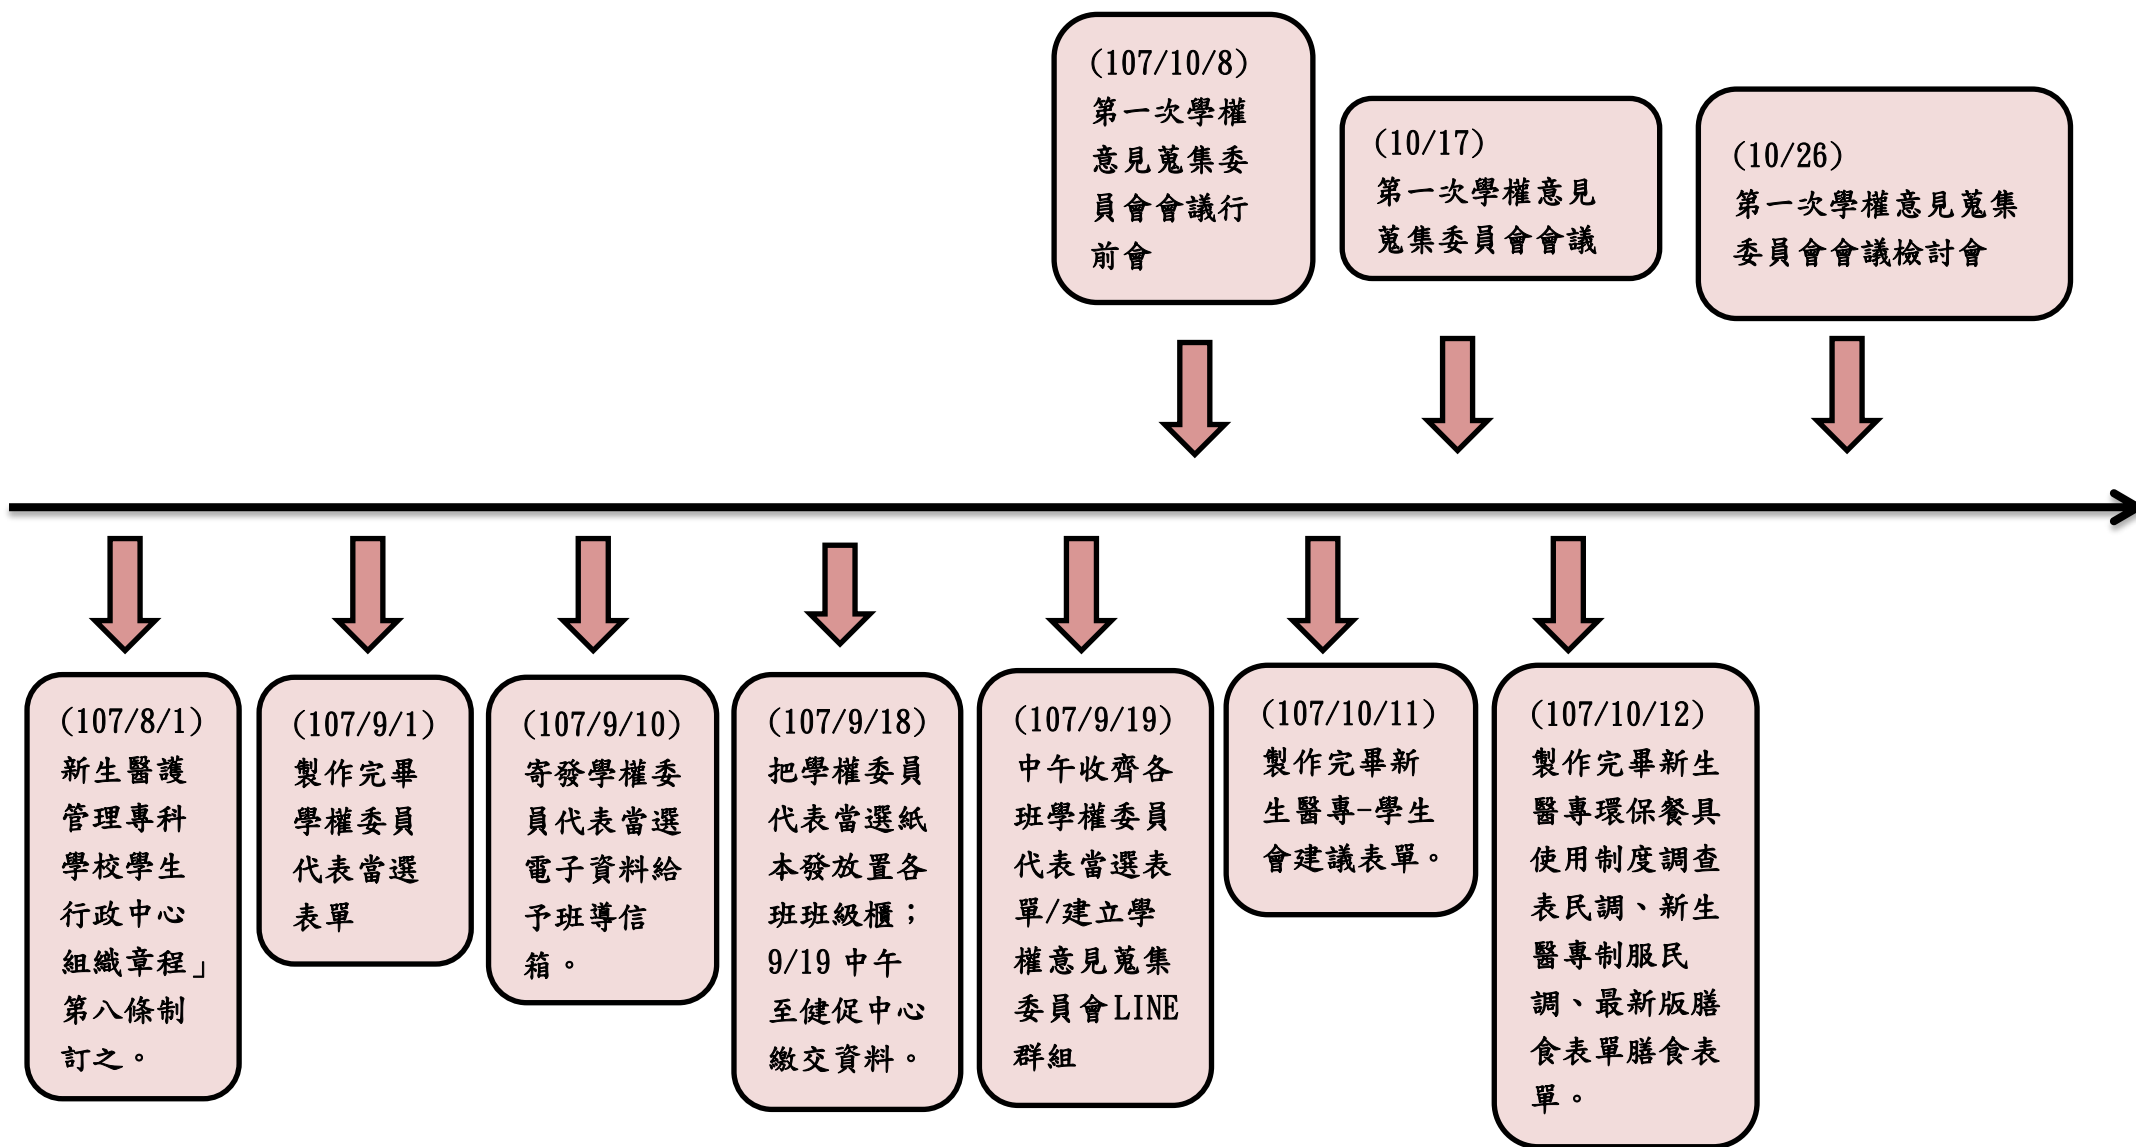 (107/10/8)
第一次學權
意見蒐集委
員會會議行
前會
(10/17)
第一次學權意見
蒐集委員會會議
(10/26)
第一次學權意見蒐集
委員會會議檢討會
(107/8/1)
新生醫護
管理專科
學校學生
行政中心
組織章程」
第八條制
訂之。
(107/9/1)
製作完畢
學權委員
代表當選
表單
(107/9/10)
寄發學權委
員代表當選
電子資料給
予班導信
箱。
(107/9/18)
把學權委員
代表當選紙
本發放置各
班班級櫃；
9/19 中午
至健促中心
繳交資料。
(107/9/19)
中午收齊各
班學權委員
代表當選表
單/建立學
權意見蒐集
委員會 LINE
群組
(107/10/11)
製作完畢新
生醫專-學生
會建議表單。
(107/10/12)
製作完畢新生
醫專環保餐具
使用制度調查
表民調、新生
醫專制服民
調、最新版膳
食表單膳食表
單。